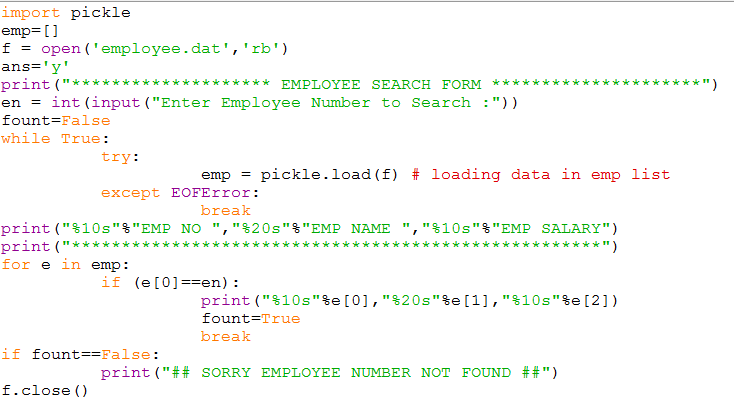 import pickle
emp=[]
f = open('employee.dat','rb')
ans='y'
print("******************** EMPLOYEE SEARCH FORM *********************")
en = int(input("Enter Employee Number to Search :"))
fount=False
while True:
          try:
                    emp = pickle.load(f) # loading data in emp list
          except EOFError:
                    break
print("%10s"%"EMP NO ","%20s"%"EMP NAME ","%10s"%"EMP SALARY")
print("*****************************************************")
for e in emp:
          if (e[0]==en):
                    print("%10s"%e[0],"%20s"%e[1],"%10s"%e[2])
                    fount=True
                    break
if fount==False:
          print("## SORRY EMPLOYEE NUMBER NOT FOUND ##")
f.close()